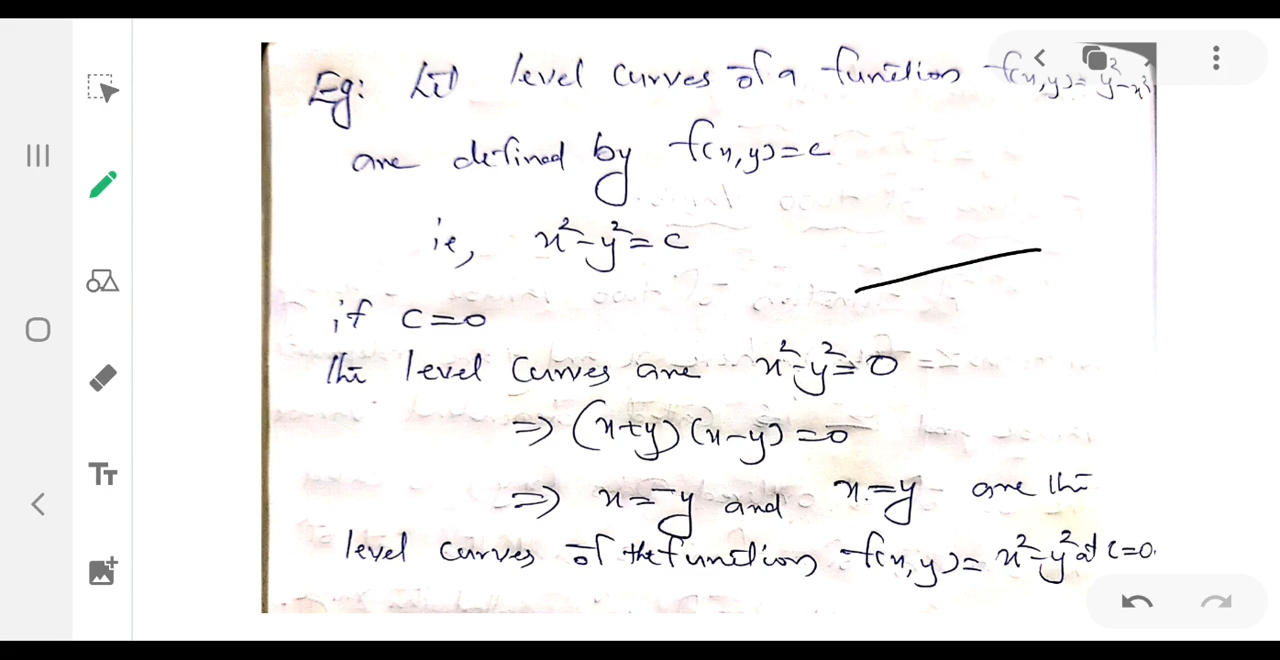 Eg: Let level curves of a function f(x,y)= y²-x²
are defined by f(x,y)=c
ie, x²-y²=c
if c=0
the level curves are x²-y²=0
=> (x+y)(x-y)=0
=> x=-y and x=y are the
level curves of the function f(x,y)= x²-y² at c=0.
TT